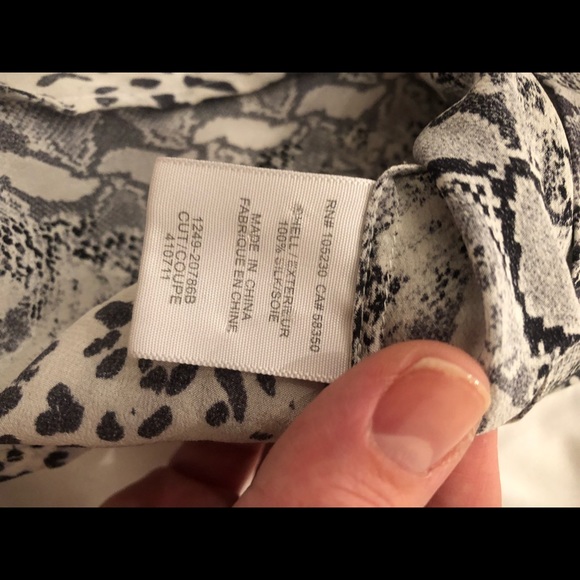 RN# 105230 CA# 58350
SHELL/EXTERIEUR
100% SILK/SOIE
MADE IN CHINA
FABRIQUE EN CHINE
1249-20786B
CUT/COUPE
410711